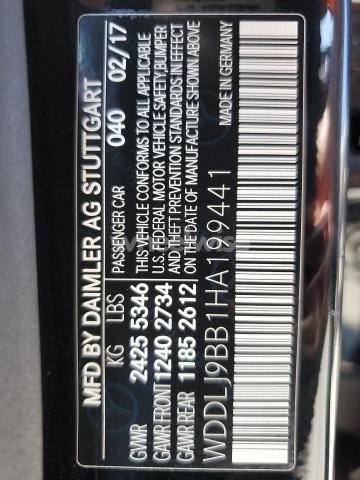 MFD BY DAIMLER AG STUTTGART
PASSENGER CAR 040 02/17
KG LBS THIS VEHICLE CONFORMS TO ALL APPLICABLE
GVWR 2425 5346 U.S. FEDERAL MOTOR VEHICLE SAFETY,BUMPER
GAWR FRONT 1240 2734 AND THEFT PREVENTION STANDARDS IN EFFECT
GAWR REAR 1185 2612 ON THE DATE OF MANUFACTURE SHOWN ABOVE
WDDLJ9BB1HA199441 MADE IN GERMANY